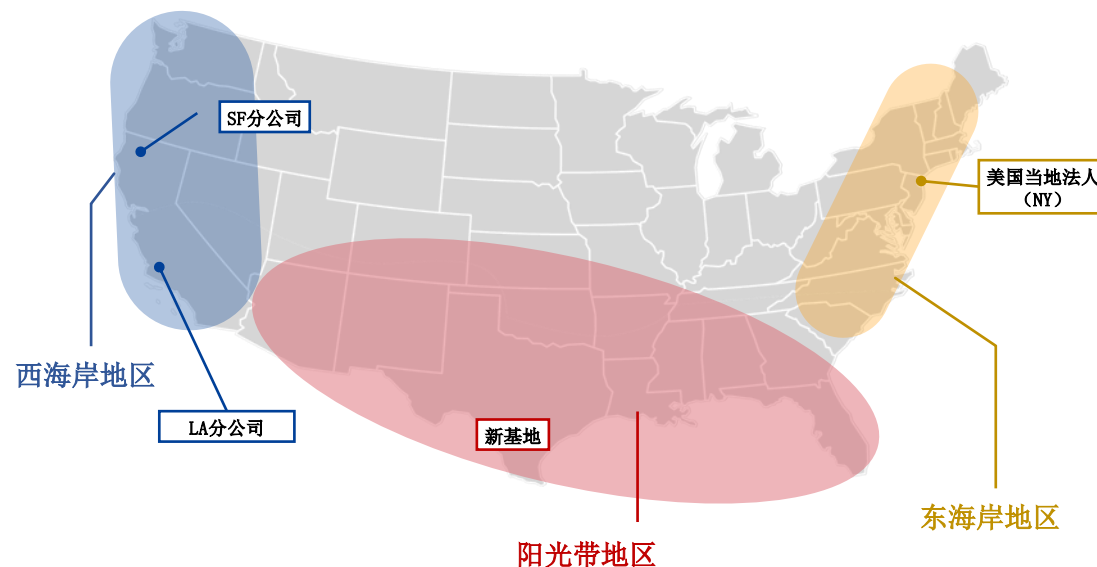 SF分公司
美国当地法人
（NY）
西海岸地区
LA分公司
新基地
东海岸地区
阳光带地区